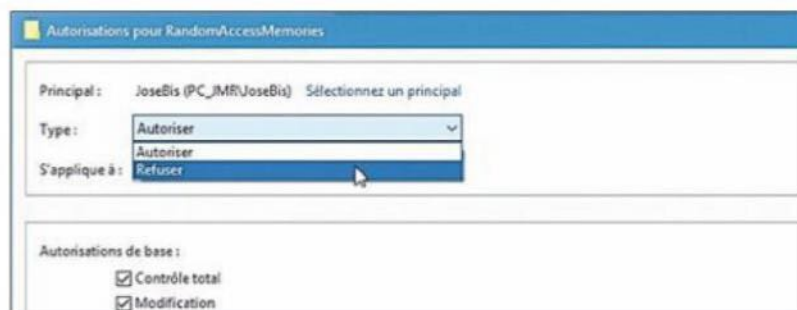 Autorisations pour RandomAccessMemories
Principal : JoseBis (PC_JMR\JoseBis) Sélectionnez un principal
Type : Autoriser
Autoriser
S'applique à : Refuser
Autorisations de base :
Contrôle total
Modification